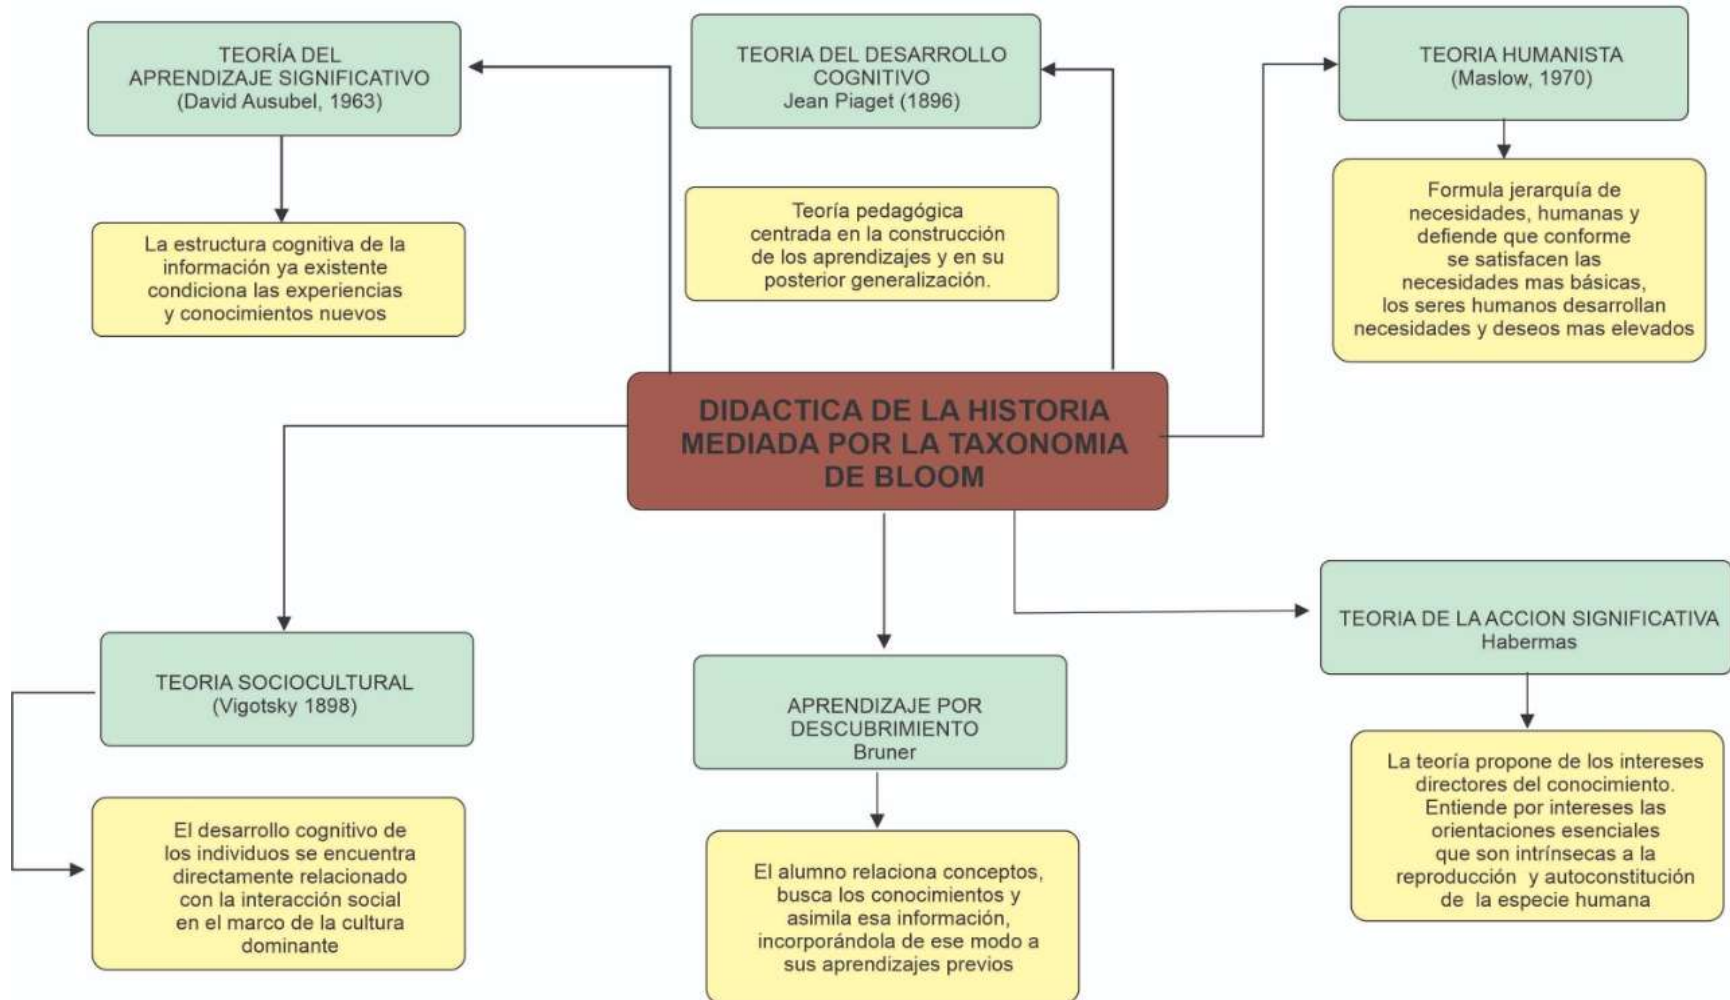 TEORÍA DEL
APRENDIZAJE SIGNIFICATIVO
(David Ausubel, 1963)
La estructura cognitiva de la
información ya existente
condiciona las experiencias
y conocimientos nuevos
TEORIA DEL DESARROLLO
COGNITIVO
Jean Piaget (1896)
Teoría pedagógica
centrada en la construcción
de los aprendizajes y en su
posterior generalización.
TEORIA HUMANISTA
(Maslow, 1970)
Formula jerarquía de
necesidades, humanas y
defiende que conforme
se satisfacen las
necesidades mas básicas,
los seres humanos desarrollan
necesidades y deseos mas elevados
DIDACTICA DE LA HISTORIA
MEDIADA POR LA TAXONOMIA
DE BLOOM
TEORIA SOCIOCULTURAL
(Vigotsky 1898)
El desarrollo cognitivo de
los individuos se encuentra
directamente relacionado
con la interacción social
en el marco de la cultura
dominante
APRENDIZAJE POR
DESCUBRIMIENTO
Bruner
El alumno relaciona conceptos,
busca los conocimientos y
asimila esa información,
incorporándola de ese modo a
sus aprendizajes previos
TEORIA DE LA ACCION SIGNIFICATIVA
Habermas
La teoría propone de los intereses
directores del conocimiento.
Entiende por intereses las
orientaciones esenciales
que son intrínsecas a la
reproducción y autoconstitución
de la especie humana